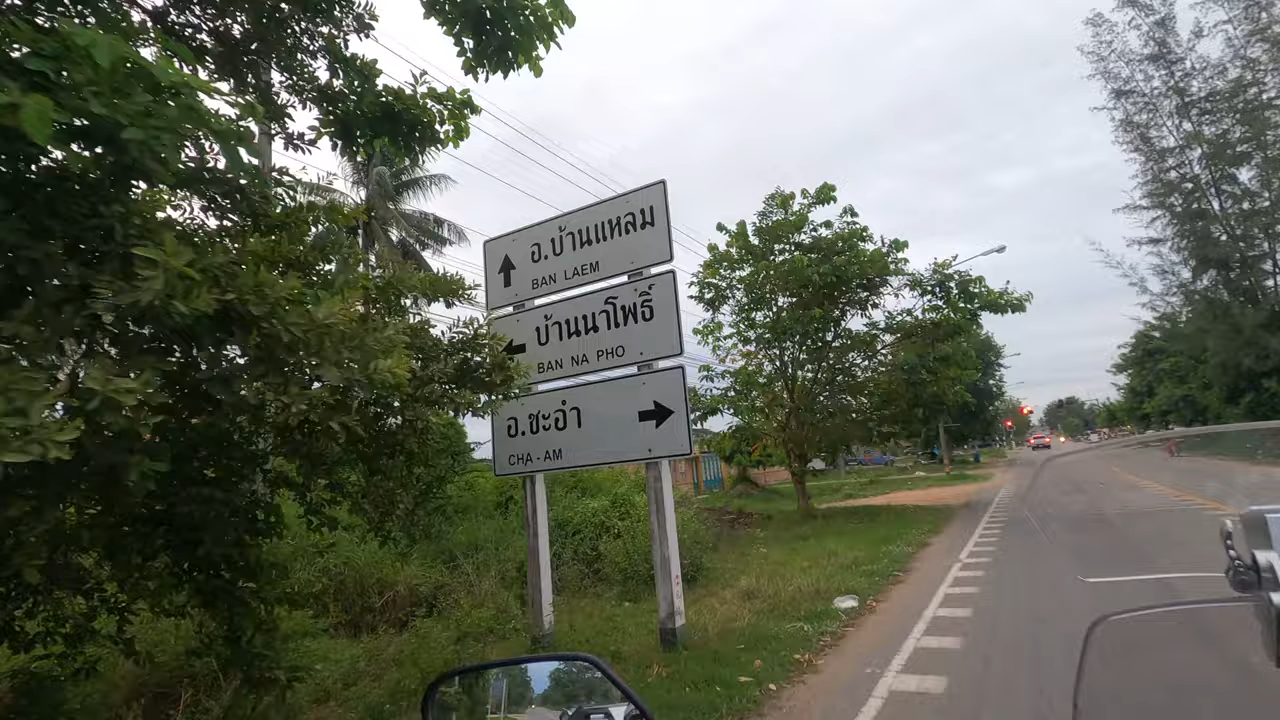 อ.บ้านแหลม
BAN LAEM
บ้านนาโพธิ์
BAN NA PHO
อ.ชะอำ
CHA - AM